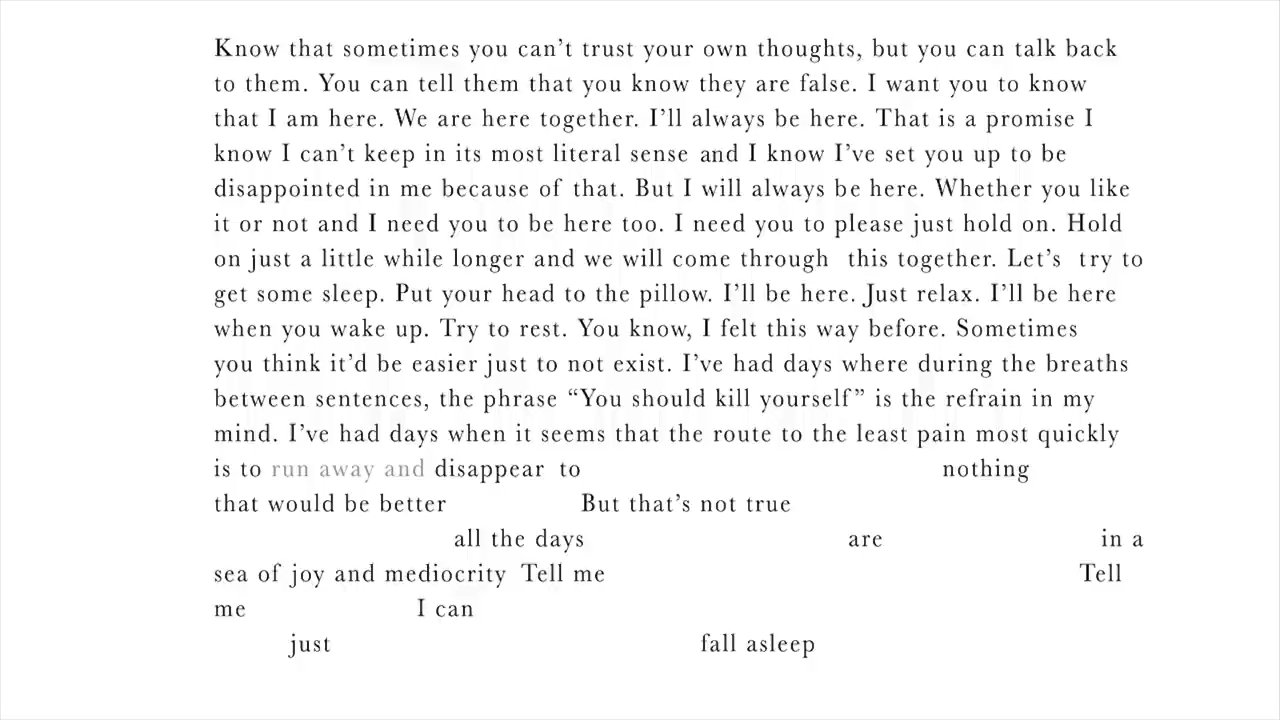 Know that sometimes you can't trust your own thoughts, but you can talk back
to them. You can tell them that you know they are false. I want you to know
that I am here. We are here together. I'll always be here. That is a promise I
know I can't keep in its most literal sense and I know I've set you up to be
disappointed in me because of that. But I will always be here. Whether you like
it or not and I need you to be here too. I need you to please just hold on. Hold
on just a little while longer and we will come through this together. Let's try to
get some sleep. Put your head to the pillow. I'll be here. Just relax. I'll be here
when you wake up. Try to rest. You know, I felt this way before. Sometimes
you think it'd be easier just to not exist. I've had days where during the breaths
between sentences, the phrase “You should kill yourself” is the refrain in my
mind. I've had days when it seems that the route to the least pain most quickly
is to run away and disappear to nothing
that would be better But that's not true
all the days are in a
sea of joy and mediocrity Tell me Tell
me I can
just fall asleep